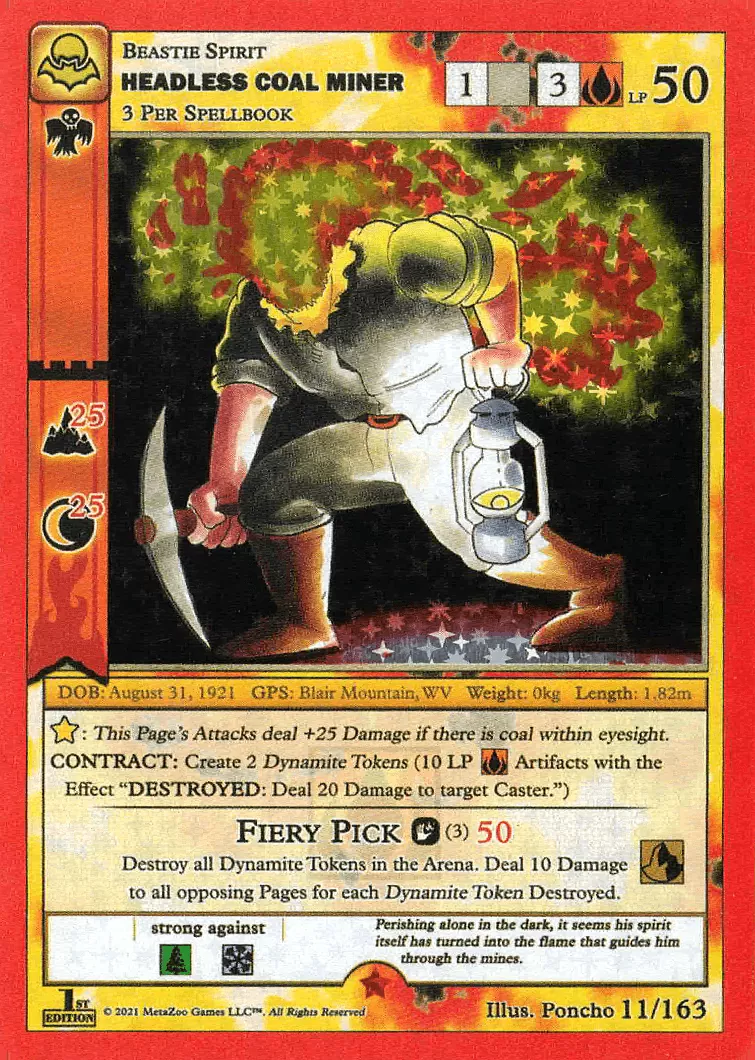 BEASTIE SPIRIT
HEADLESS COAL MINER
1 3 LP 50
3 PER SPELLBOOK
25
25
DOB: August 31, 1921 GPS: Blair Mountain, WV Weight: 0kg Length: 1.82m
: This Page's Attacks deal +25 Damage if there is coal within eyesight.
CONTRACT: Create 2 Dynamite Tokens (10 LP Artifacts with the
Effect “DESTROYED: Deal 20 Damage to target Caster.”)
FIERY PICK (3) 50
Destroy all Dynamite Tokens in the Arena. Deal 10 Damage
to all opposing Pages for each Dynamite Token Destroyed.
strong against
Perishing alone in the dark, it seems his spirit
itself has turned into the flame that guides him
through the mines.
1ST
EDITION
© 2021 MetaZoo Games LLC™. All Rights Reserved
Illus. Poncho 11/163